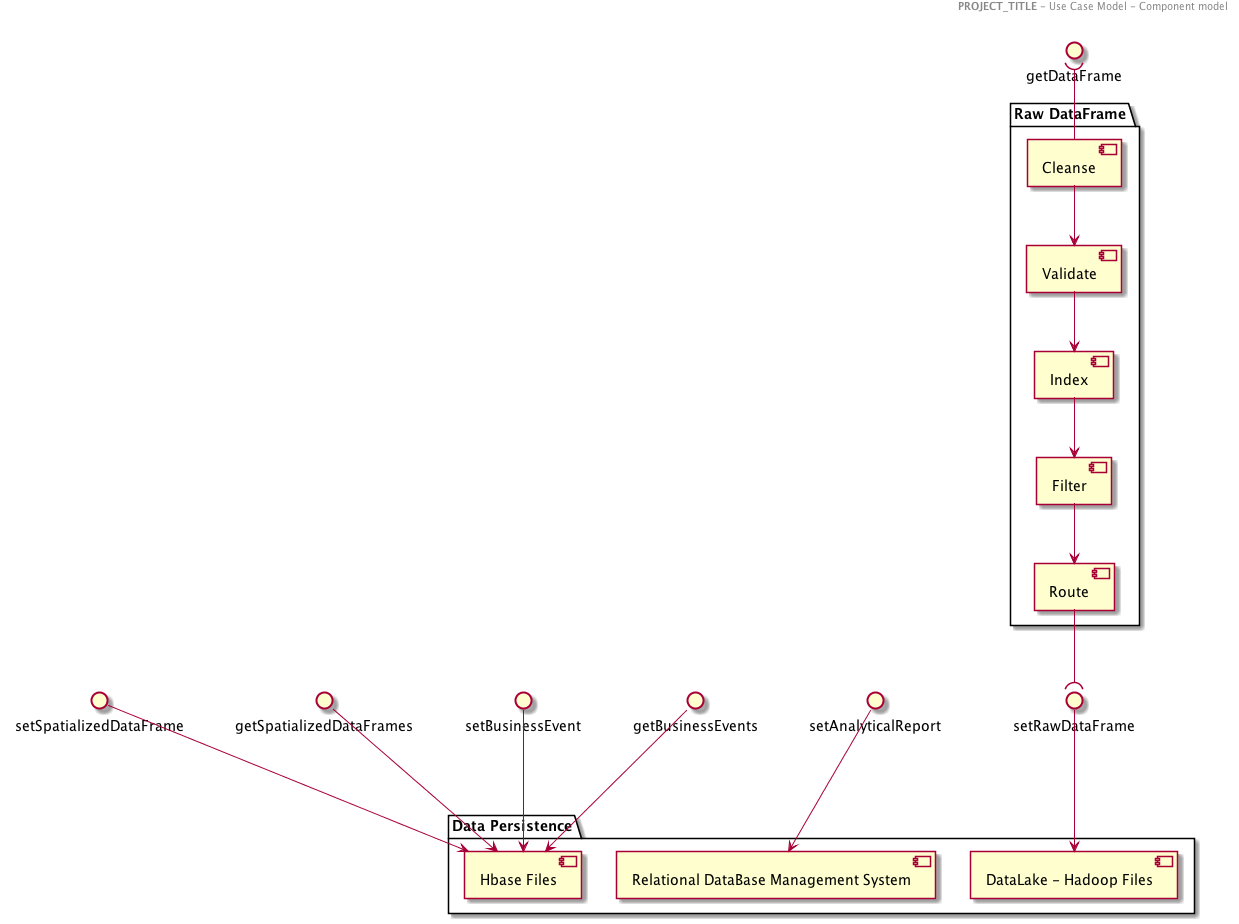 PROJECT_TITLE - Use Case Model - Component model
getDataFrame
Raw DataFrame
Cleanse
Validate
Index
Filter
Route
setSpatializedDataFrame
getSpatializedDataFrames
setBusinessEvent
getBusinessEvents
setAnalyticalReport
setRawDataFrame
Data Persistence
Hbase Files
Relational DataBase Management System
DataLake - Hadoop Files